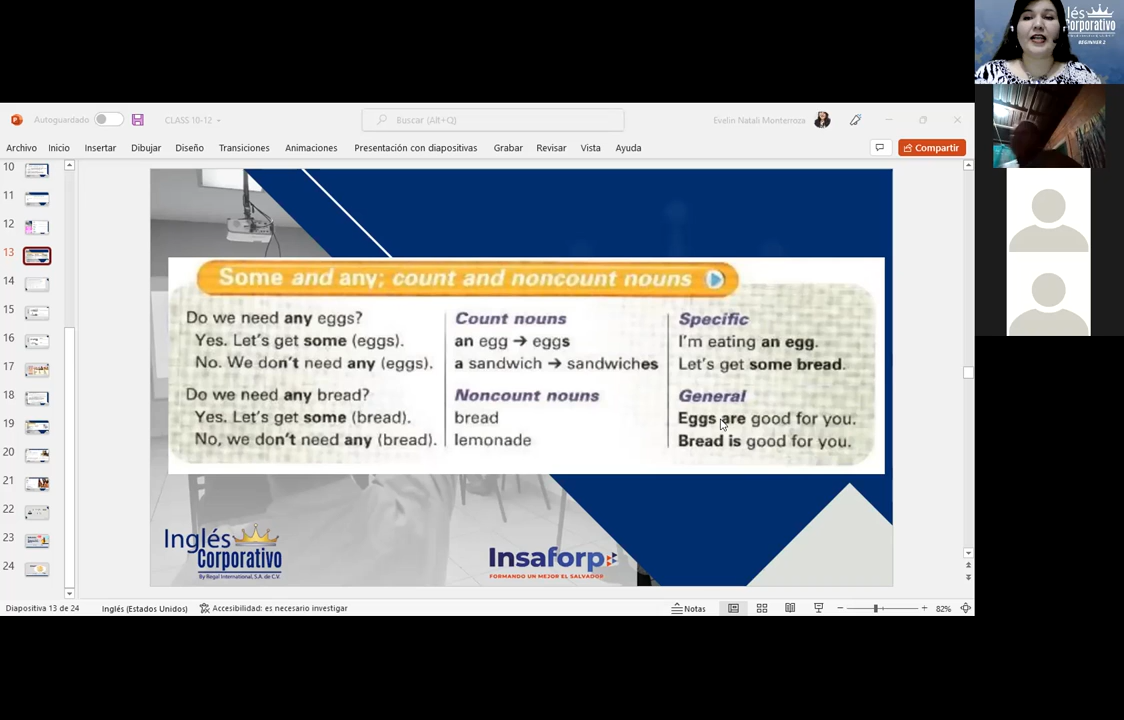 lés
Corporativo
BEGINNER 2
Autoguardado
CLASS 10-12
Buscar (Alt+Q)
Evelin Natali Monterroza
Archivo Inicio Insertar Dibujar Diseño Transiciones Animaciones Presentación con diapositivas Grabar Revisar Vista Ayuda Compartir
10
11
12
13
14
15
16
17
18
19
20
21
22
23
24
Some and any; count and noncount nouns
Do we need any eggs?
Yes. Let's get some (eggs).
No. We don't need any (eggs).
Do we need any bread?
Yes. Let's get some (bread).
No, we don't need any (bread).
Count nouns
an egg → eggs
a sandwich → sandwiches
Noncount nouns
bread
lemonade
Specific
I'm eating an egg.
Let's get some bread.
General
Eggs are good for you.
Bread is good for you.
Inglés
Corporativo
By Regal International, S.A. de C.V.
Insaforp
FORMANDO UN MEJOR EL SALVADOR
Diapositiva 13 de 24 Inglés (Estados Unidos) Accesibilidad: es necesario investigar Notas 82%